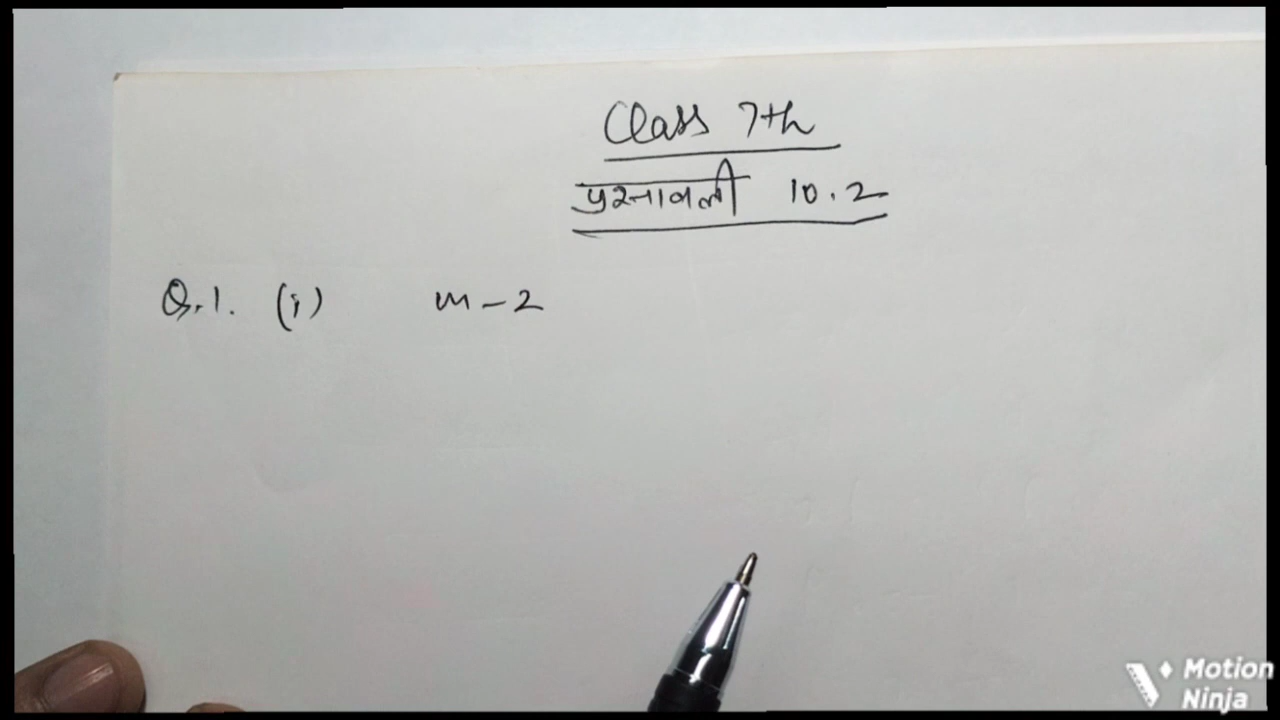 Class 7th
प्रश्नावली 10.2
Q.1. (i) m-2
Motion
Ninja